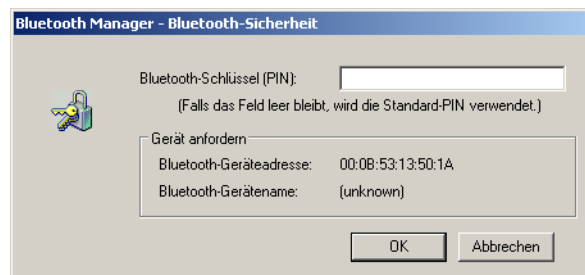 Bluetooth Manager - Bluetooth-Sicherheit
Bluetooth-Schlüssel (PIN):
(Falls das Feld leer bleibt, wird die Standard-PIN verwendet.)
Gerät anfordern
Bluetooth-Geräteadresse: 00:0B:53:13:50:1A
Bluetooth-Gerätename: (unknown)
OK Abbrechen